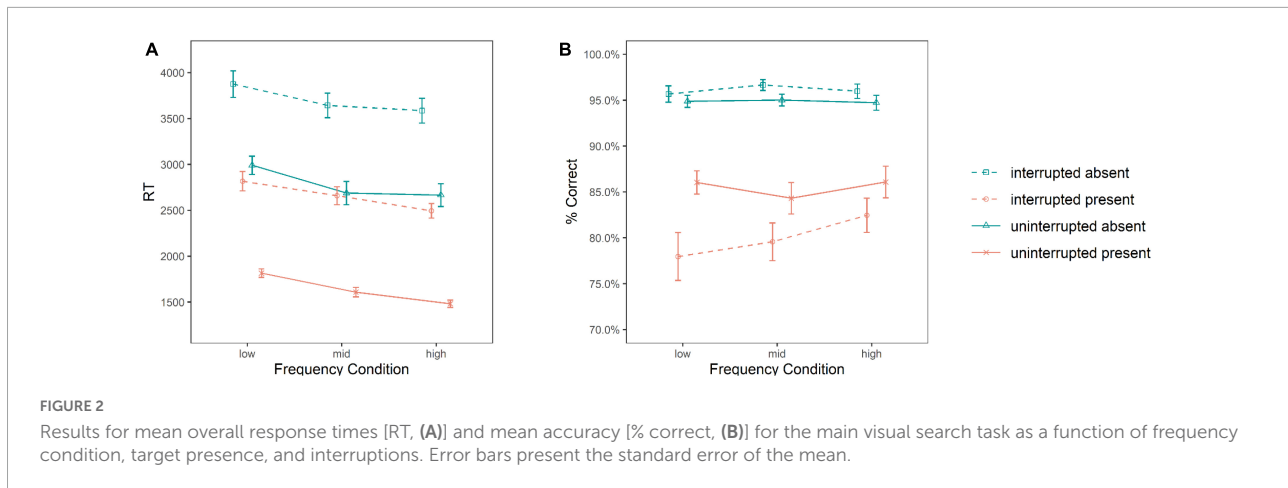 A
RT
4000
3500
3000
2500
2000
1500
low mid high
Frequency Condition
B
% Correct
100.0%
95.0%
90.0%
85.0%
80.0%
75.0%
70.0%
low mid high
Frequency Condition
interrupted absent
interrupted present
uninterrupted absent
uninterrupted present
FIGURE 2
Results for mean overall response times [RT, (A)] and mean accuracy [% correct, (B)] for the main visual search task as a function of frequency
condition, target presence, and interruptions. Error bars present the standard error of the mean.